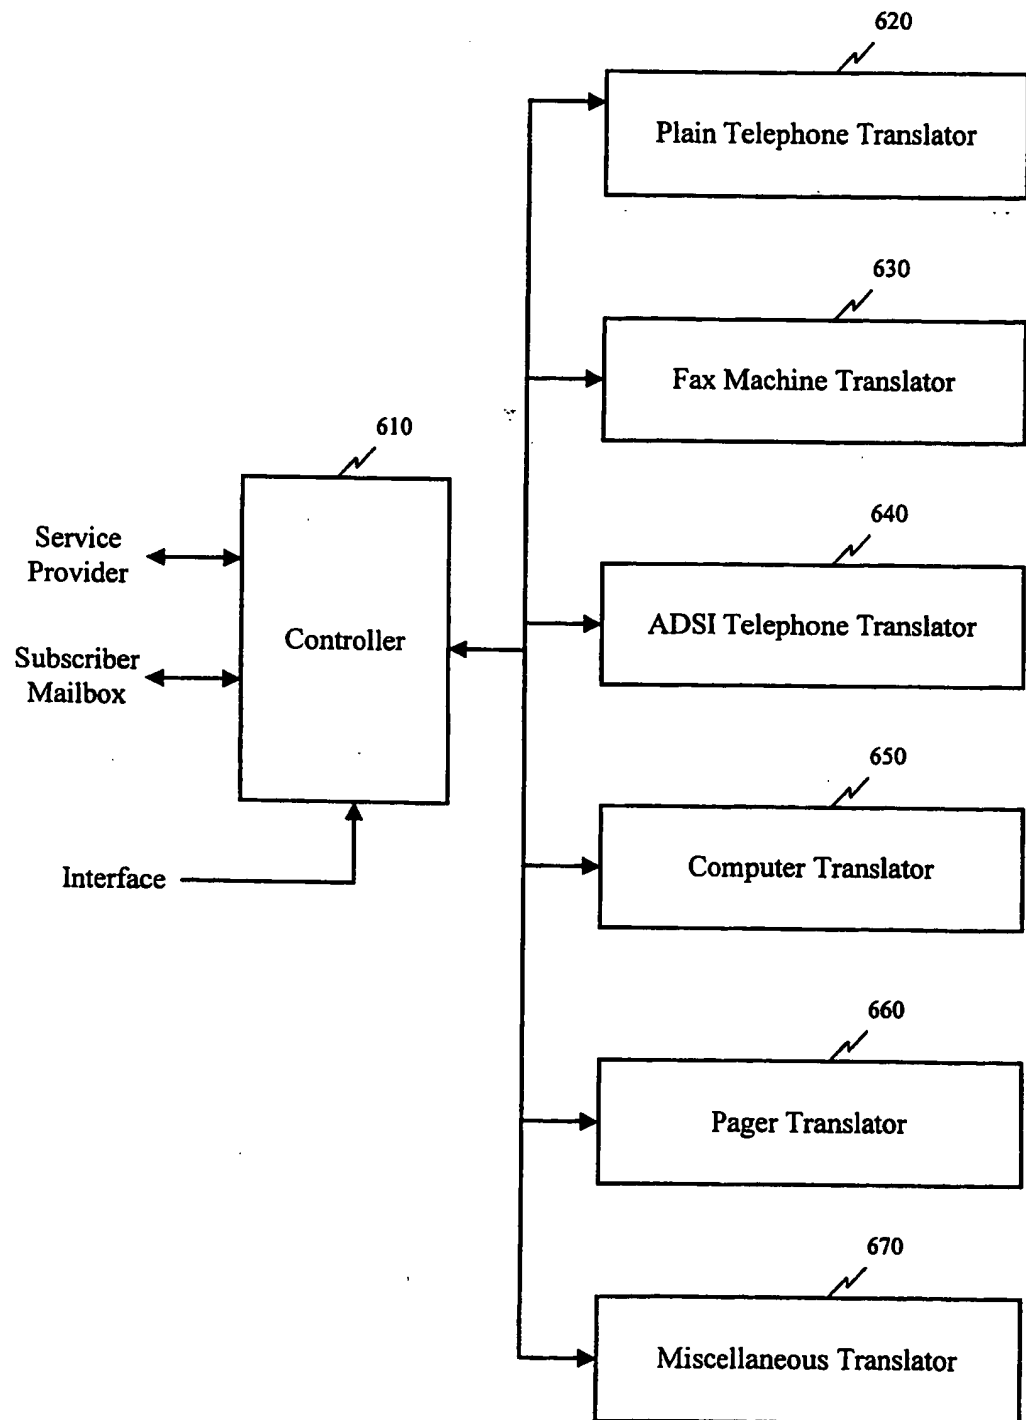 620
Plain Telephone Translator
630
Fax Machine Translator
610
640
Service
Provider
ADSI Telephone Translator
Controller
Subscriber
Mailbox
650
Interface
Computer Translator
660
Pager Translator
670
Miscellaneous Translator